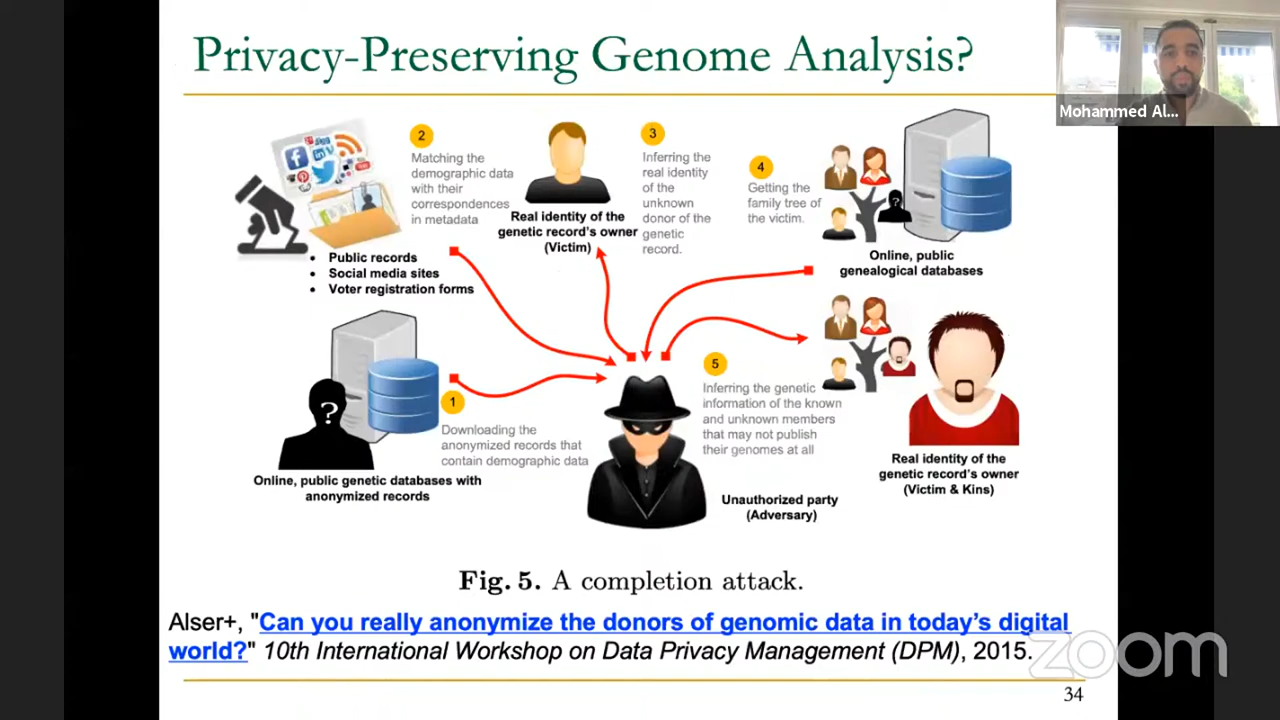 Privacy-Preserving Genome Analysis?
Mohammed Al...
2
Matching the
demographic data
with their
correspondences
in metadata
Public records
Social media sites
Voter registration forms
Real identity of the
genetic record's owner
(Victim)
3
Inferring the
real identity
of the
unknown
donor of the
genetic
record.
4
Getting the
family tree of
the victim.
?
Online, public
genealogical databases
?
1
Downloading the
anonymized records that
contain demographic data
Online, public genetic databases with
anonymized records
5
Inferring the genetic
information of the known
and unknown members
that may not publish
their genomes at all
Unauthorized party
(Adversary)
Real identity of the
genetic record's owner
(Victim & Kins)
Fig. 5. A completion attack.
Alser+, "Can you really anonymize the donors of genomic data in today's digital
world?" 10th International Workshop on Data Privacy Management (DPM), 2015.
zoom
34